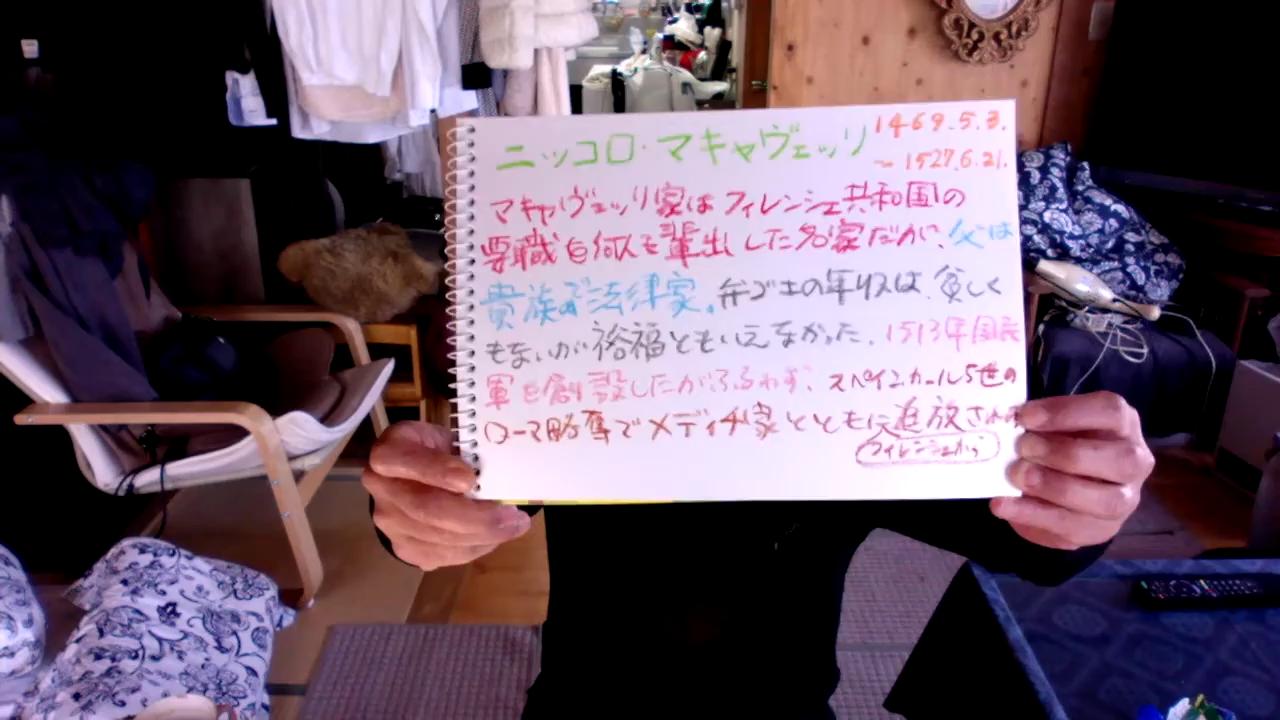 ニッコロ・マキャヴェッリ 1469.5.3.
〜1527.6.21.
マキャヴェッリ家はフィレンシェ共和国の
要職を何人も輩出した名家だが、父は
貴族で法律家。弁ゴ士の年収は、貧しく
もないが裕福ともいえなかった。1513年国民
軍を創設したがふるわず、スペインカール5世の
ローマ略奪でメディチ家とともに追放され
フィレンシェから